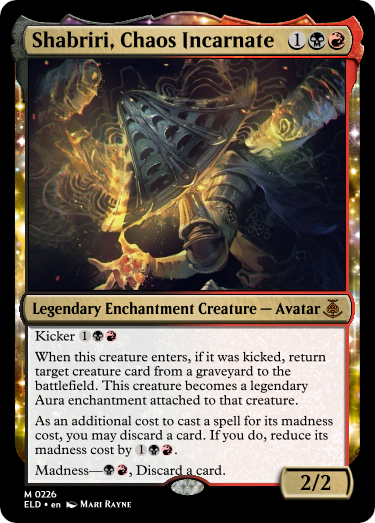 Shabriri, Chaos Incarnate 1
Legendary Enchantment Creature — Avatar
Kicker 1
When this creature enters, if it was kicked, return
target creature card from a graveyard to the
battlefield. This creature becomes a legendary
Aura enchantment attached to that creature.
As an additional cost to cast a spell for its madness
cost, you may discard a card. If you do, reduce its
madness cost by 1.
Madness—, Discard a card.
2/2
M 0226
ELD • en Mari Rayne